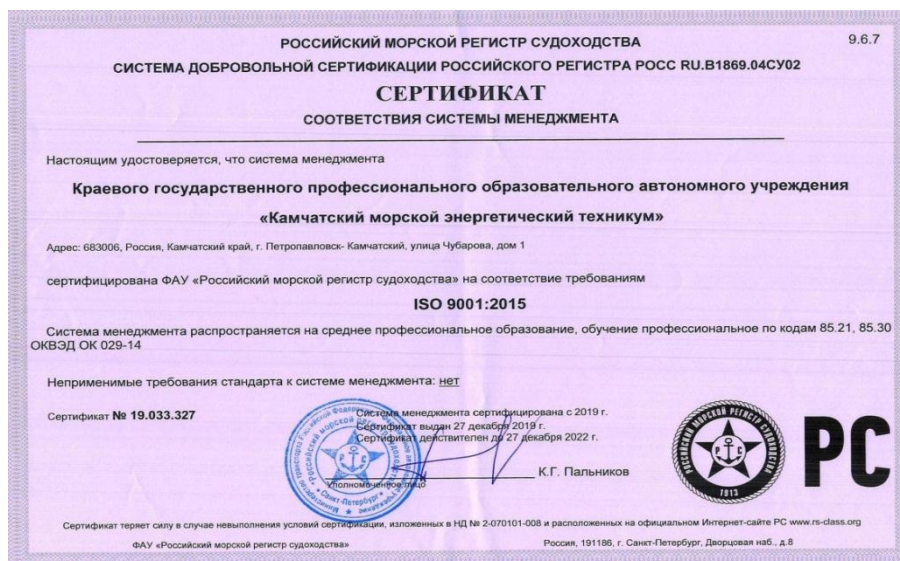 9.6.7
РОССИЙСКИЙ МОРСКОЙ РЕГИСТР СУДОХОДСТВА
СИСТЕМА ДОБРОВОЛЬНОЙ СЕРТИФИКАЦИИ РОССИЙСКОГО РЕГИСТРА РОСС RU.В1869.04СУ02
СЕРТИФИКАТ
СООТВЕТСТВИЯ СИСТЕМЫ МЕНЕДЖМЕНТА
Настоящим удостоверяется, что система менеджмента
Краевого государственного профессионального образовательного автономного учреждения
«Камчатский морской энергетический техникум»
Адрес: 683006, Россия, Камчатский край, г. Петропавловск- Камчатский, улица Чубарова, дом 1
сертифицирована ФАУ «Российский морской регистр судоходства» на соответствие требованиям
ISO 9001:2015
Система менеджмента распространяется на среднее профессиональное образование, обучение профессиональное по кодам 85.21, 85.30
ОКВЭД ОК 029-14
Неприменимые требования стандарта к системе менеджмента: нет
Сертификат № 19.033.327
Система менеджмента сертифицирована с 2019 г.
Сертификат выдан 27 декабря 2019 г.
Сертификат действителен до 27 декабря 2022 г.
К.Г. Пальников
Уполномоченное лицо
РОССИЙСКИЙ МОРСКОЙ РЕГИСТР СУДОХОДСТВА
Р С
1913
РС
Сертификат теряет силу в случае невыполнения условий сертификации, изложенных в НД № 2-070101-008 и расположенных на официальном Интернет-сайте РС www.rs-class.org
ФАУ «Российский морской регистр судоходства»
Россия, 191186, г. Санкт-Петербург, Дворцовая наб., д.8